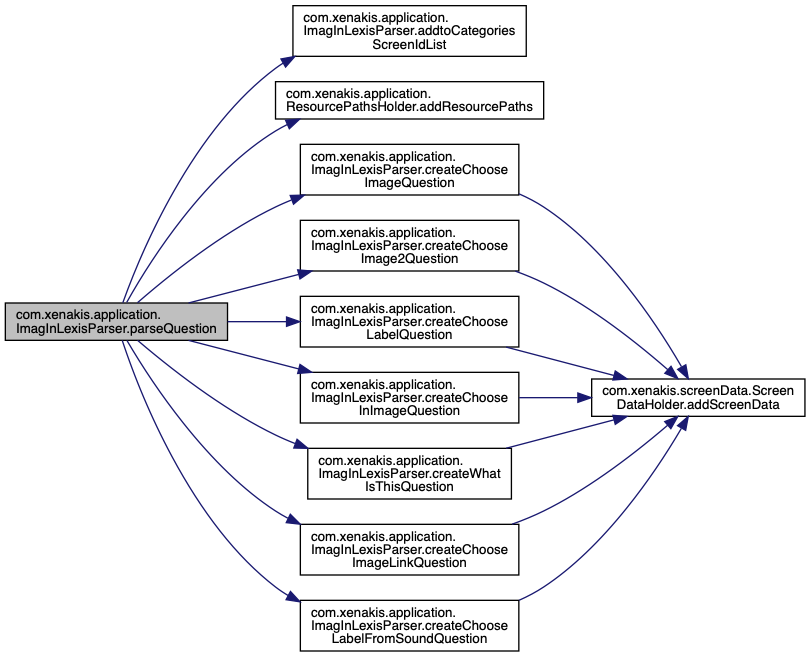 com.xenakis.application.
ImagInLexisParser.addtoCategories
ScreenIdList
com.xenakis.application.
ResourcePathsHolder.addResourcePaths
com.xenakis.application.
ImagInLexisParser.createChoose
ImageQuestion
com.xenakis.application.
ImagInLexisParser.createChoose
Image2Question
com.xenakis.application.
ImagInLexisParser.parseQuestion
com.xenakis.application.
ImagInLexisParser.createChoose
LabelQuestion
com.xenakis.application.
ImagInLexisParser.createChoose
InImageQuestion
com.xenakis.screenData.Screen
DataHolder.addScreenData
com.xenakis.application.
ImagInLexisParser.createWhat
IsThisQuestion
com.xenakis.application.
ImagInLexisParser.createChoose
ImageLinkQuestion
com.xenakis.application.
ImagInLexisParser.createChoose
LabelFromSoundQuestion